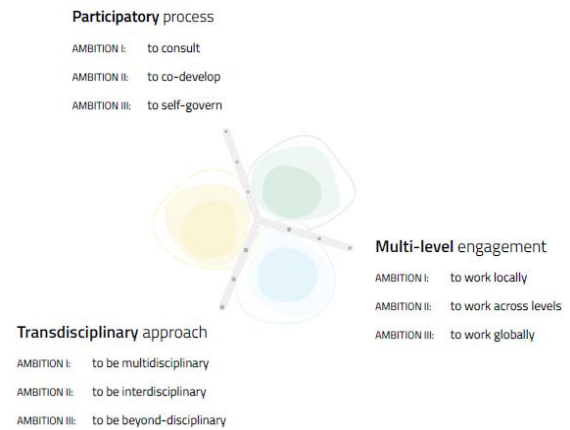 Participatory process
AMBITION I: to consult
AMBITION II: to co-develop
AMBITION III: to self-govern
Multi-level engagement
AMBITION I: to work locally
AMBITION II: to work across levels
AMBITION III: to work globally
Transdisciplinary approach
AMBITION I: to be multidisciplinary
AMBITION II: to be interdisciplinary
AMBITION III: to be beyond-disciplinary